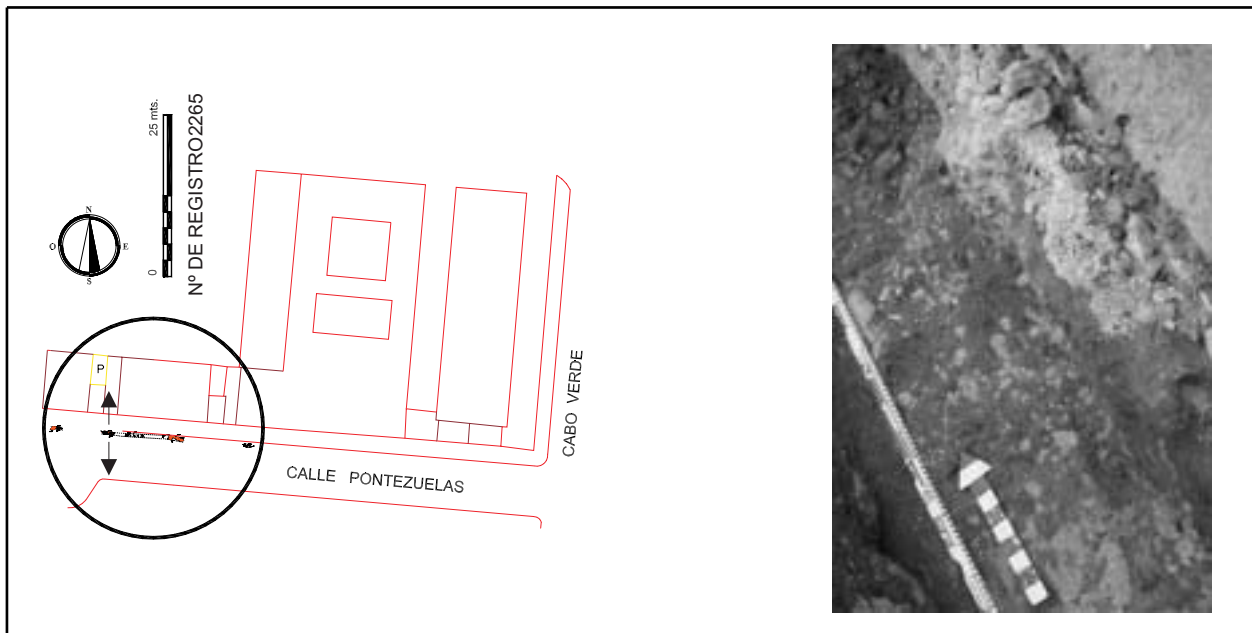 25 mts.
0
Nº DE REGISTRO2265
N
O
E
S
P
CABO VERDE
CALLE PONTEZUELAS